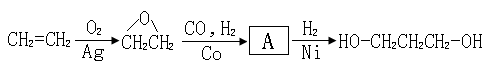 CH₂=CH₂ —O₂/Ag→ CH₂CH₂ (O) —CO,H₂/Co→ A —H₂/Ni→ HO-CH₂CH₂CH₂-OH